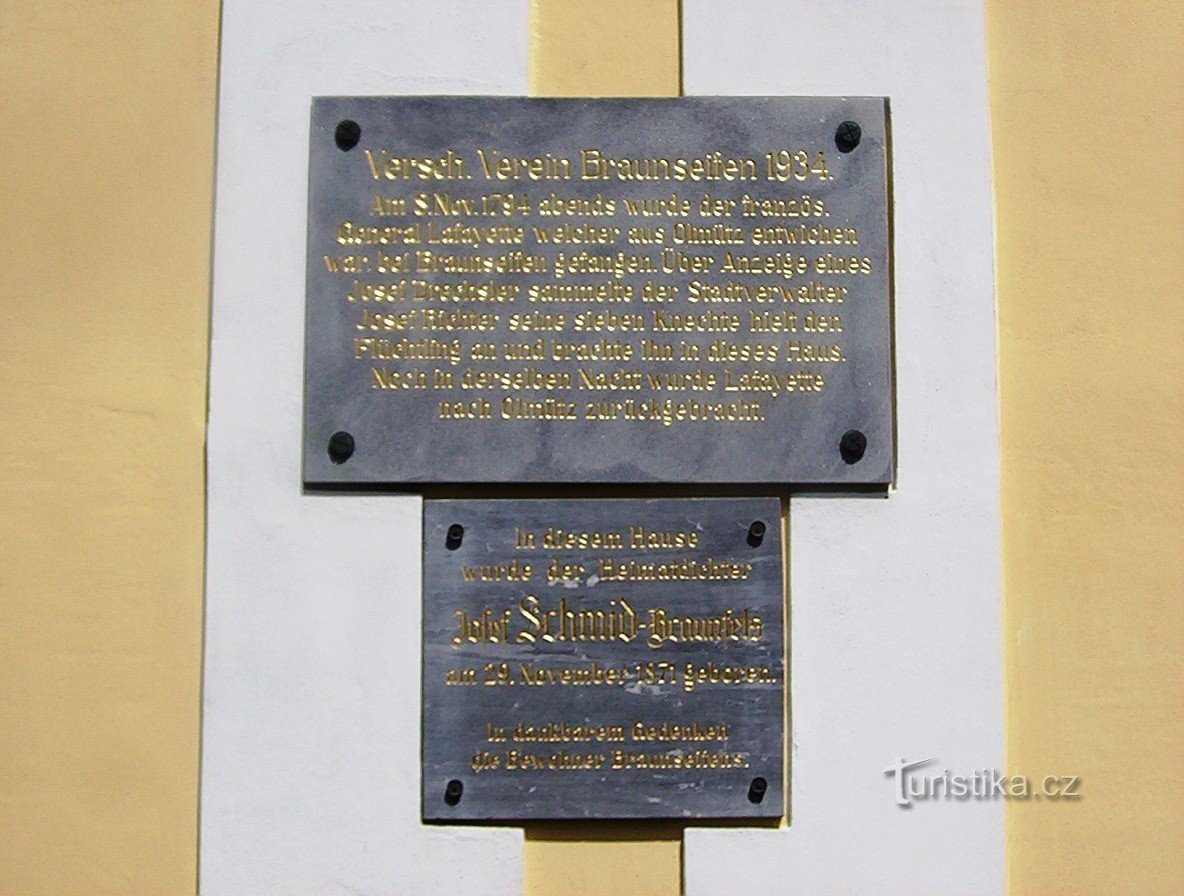 Versch. Verein Braunseifen 1934.
Am 8. Nov. 1794 abends wurde der französ.
General Lafayette welcher aus Olmütz entwichen
war, bei Braunseifen gefangen. Über Anzeige eines
Josef Drechsler sammelte der Stadtverwalter
Josef Richter seine sieben Knechte hielt den
Flüchtling an und brachte ihn in dieses Haus.
Noch in derselben Nacht wurde Lafayette
nach Olmütz zurückgebracht.
In diesem Hause
wurde der Heimatdichter
Josef Schmid-Braunfels
am 29. November 1871 geboren.
In dankbarem Gedenken
die Bewohner Braunseifens.
Turistika.cz